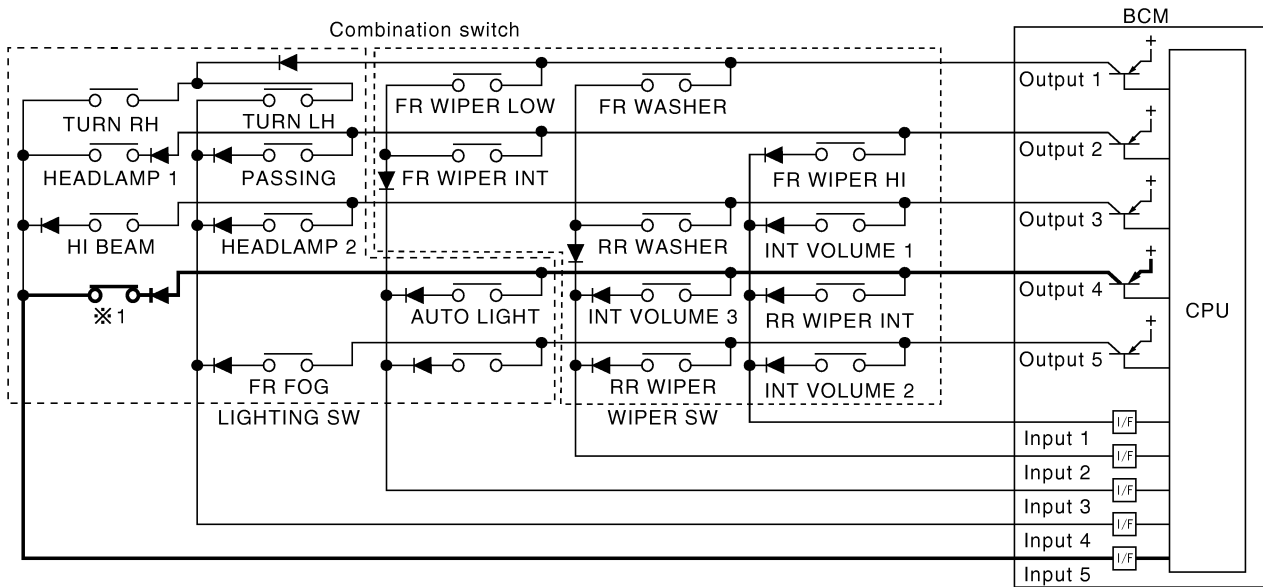 BCM
Combination switch
+
Output 1
FR WIPER LOW
FR WASHER
TURN RH
TURN LH
+
Output 2
HEADLAMP 1
PASSING
FR WIPER INT
FR WIPER HI
+
Output 3
HI BEAM
HEADLAMP 2
RR WASHER
INT VOLUME 1
+
Output 4
※1
AUTO LIGHT
INT VOLUME 3
RR WIPER INT
CPU
+
Output 5
FR FOG
RR WIPER
INT VOLUME 2
LIGHTING SW
WIPER SW
I/F
Input 1
I/F
Input 2
I/F
Input 3
I/F
Input 4
I/F
Input 5